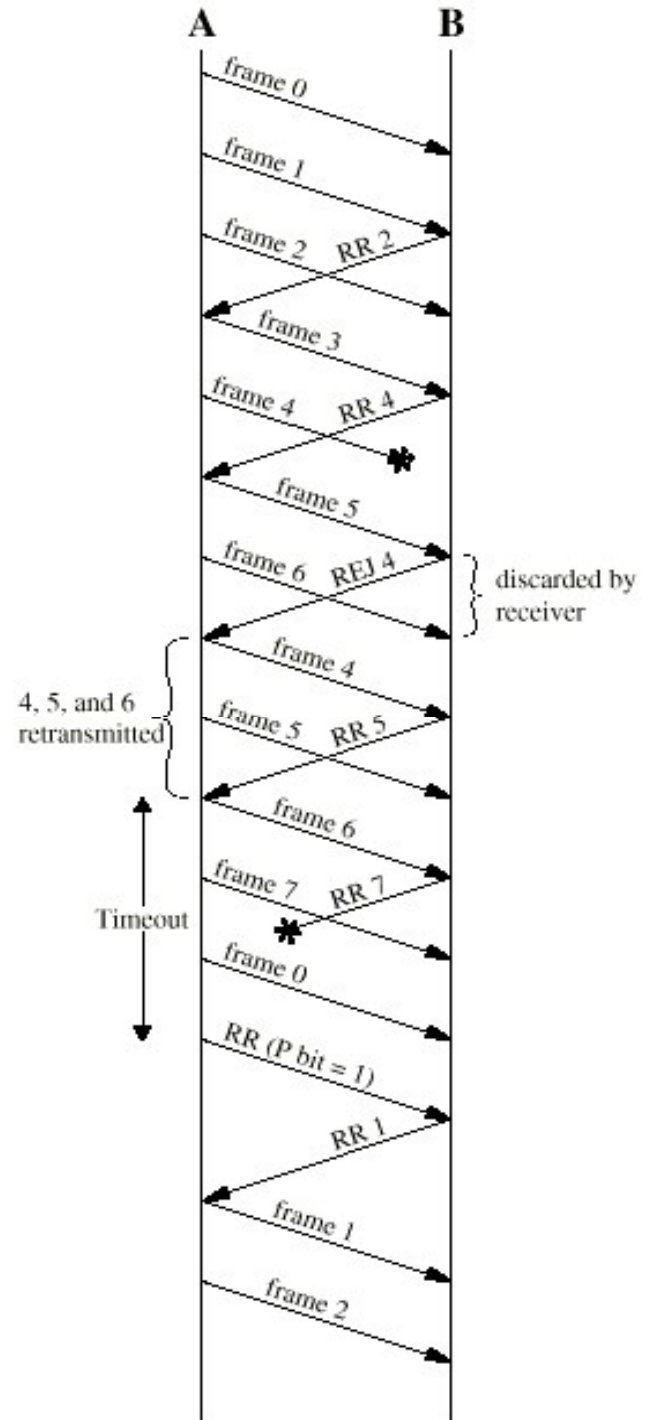 A
B
frame 0
frame 1
frame 2
RR 2
frame 3
frame 4
RR 4
frame 5
frame 6
REJ 4
discarded by
receiver
frame 4
4, 5, and 6
retransmitted
frame 5
RR 5
frame 6
frame 7
RR 7
Timeout
frame 0
RR (P bit = 1)
RR 1
frame 1
frame 2